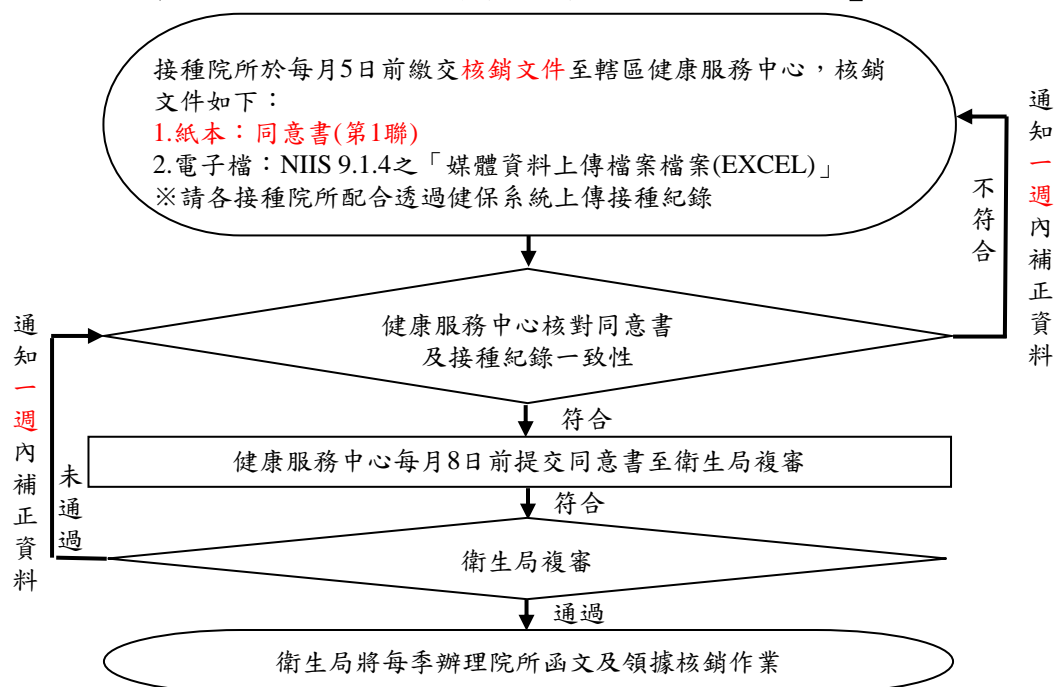 接種院所於每月5日前繳交核銷文件至轄區健康服務中心，核銷
文件如下：
1.紙本：同意書(第1聯)
2.電子檔：NIIS 9.1.4之「媒體資料上傳檔案檔案(EXCEL)」
※請各接種院所配合透過健保系統上傳接種紀錄
不符合
通知一週內補正資料
健康服務中心核對同意書
及接種紀錄一致性
符合
健康服務中心每月8日前提交同意書至衛生局複審
符合
衛生局複審
未通過
通知一週內補正資料
通過
衛生局將每季辦理院所函文及領據核銷作業